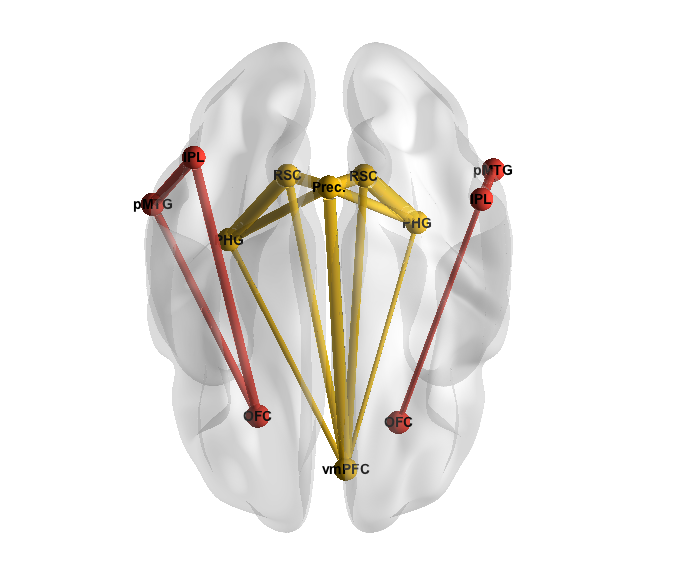 IPL
pMTG
RSC
Prec.
RSC
pMTG
IPL
PHG
PHG
OFC
OFC
vmPFC